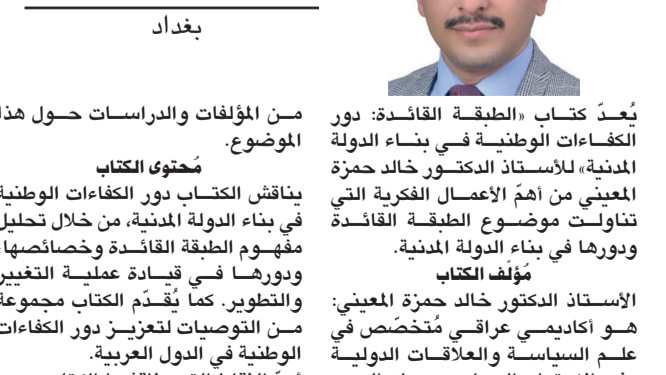 بغداد
يُعدّ كتاب «الطبقة القائدة: دور
الكفاءات الوطنية في بناء الدولة
المدنية» للأستاذ الدكتور خالد حمزة
المعيني من أهمّ الأعمال الفكرية التي
تناولت موضوع الطبقة القائدة
ودورها في بناء الدولة المدنية.
مُؤلّف الكتاب
الأستاذ الدكتور خالد حمزة المعيني:
هو أكاديمي عراقي مُتخصّص في
علم السياسة والعلاقات الدولية
من المؤلفات والدراسات حول هذا
الموضوع.
مُحتوى الكتاب
يناقش الكتاب دور الكفاءات الوطنية
في بناء الدولة المدنية، من خلال تحليل
مفهوم الطبقة القائدة وخصائصها،
ودورها في قيادة عملية التغيير
والتطوير. كما يُقدّم الكتاب مجموعة
من التوصيات لتعزيز دور الكفاءات
الوطنية في الدول العربية.